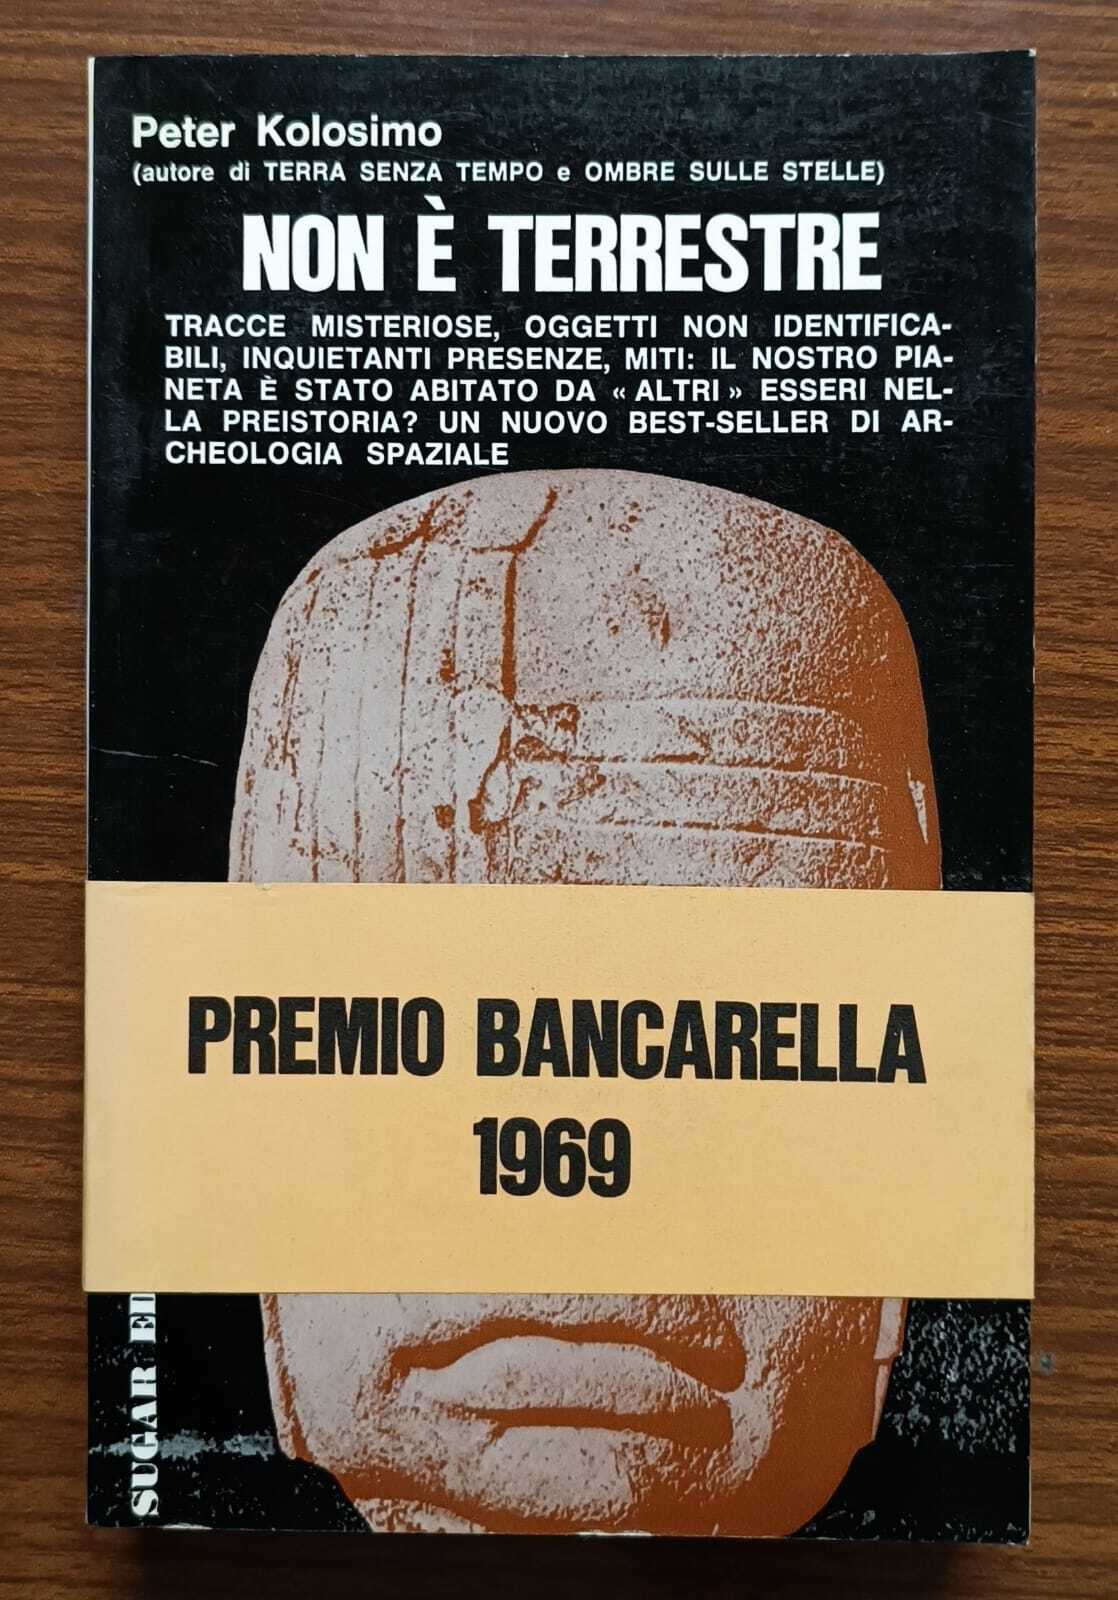 Peter Kolosimo
(autore di TERRA SENZA TEMPO e OMBRE SULLE STELLE)
NON È TERRESTRE
TRACCE MISTERIOSE, OGGETTI NON IDENTIFICA-
BILI, INQUIETANTI PRESENZE, MITI: IL NOSTRO PIA-
NETA È STATO ABITATO DA « ALTRI » ESSERI NEL-
LA PREISTORIA? UN NUOVO BEST-SELLER DI AR-
CHEOLOGIA SPAZIALE
PREMIO BANCARELLA
1969
SUGAR ED